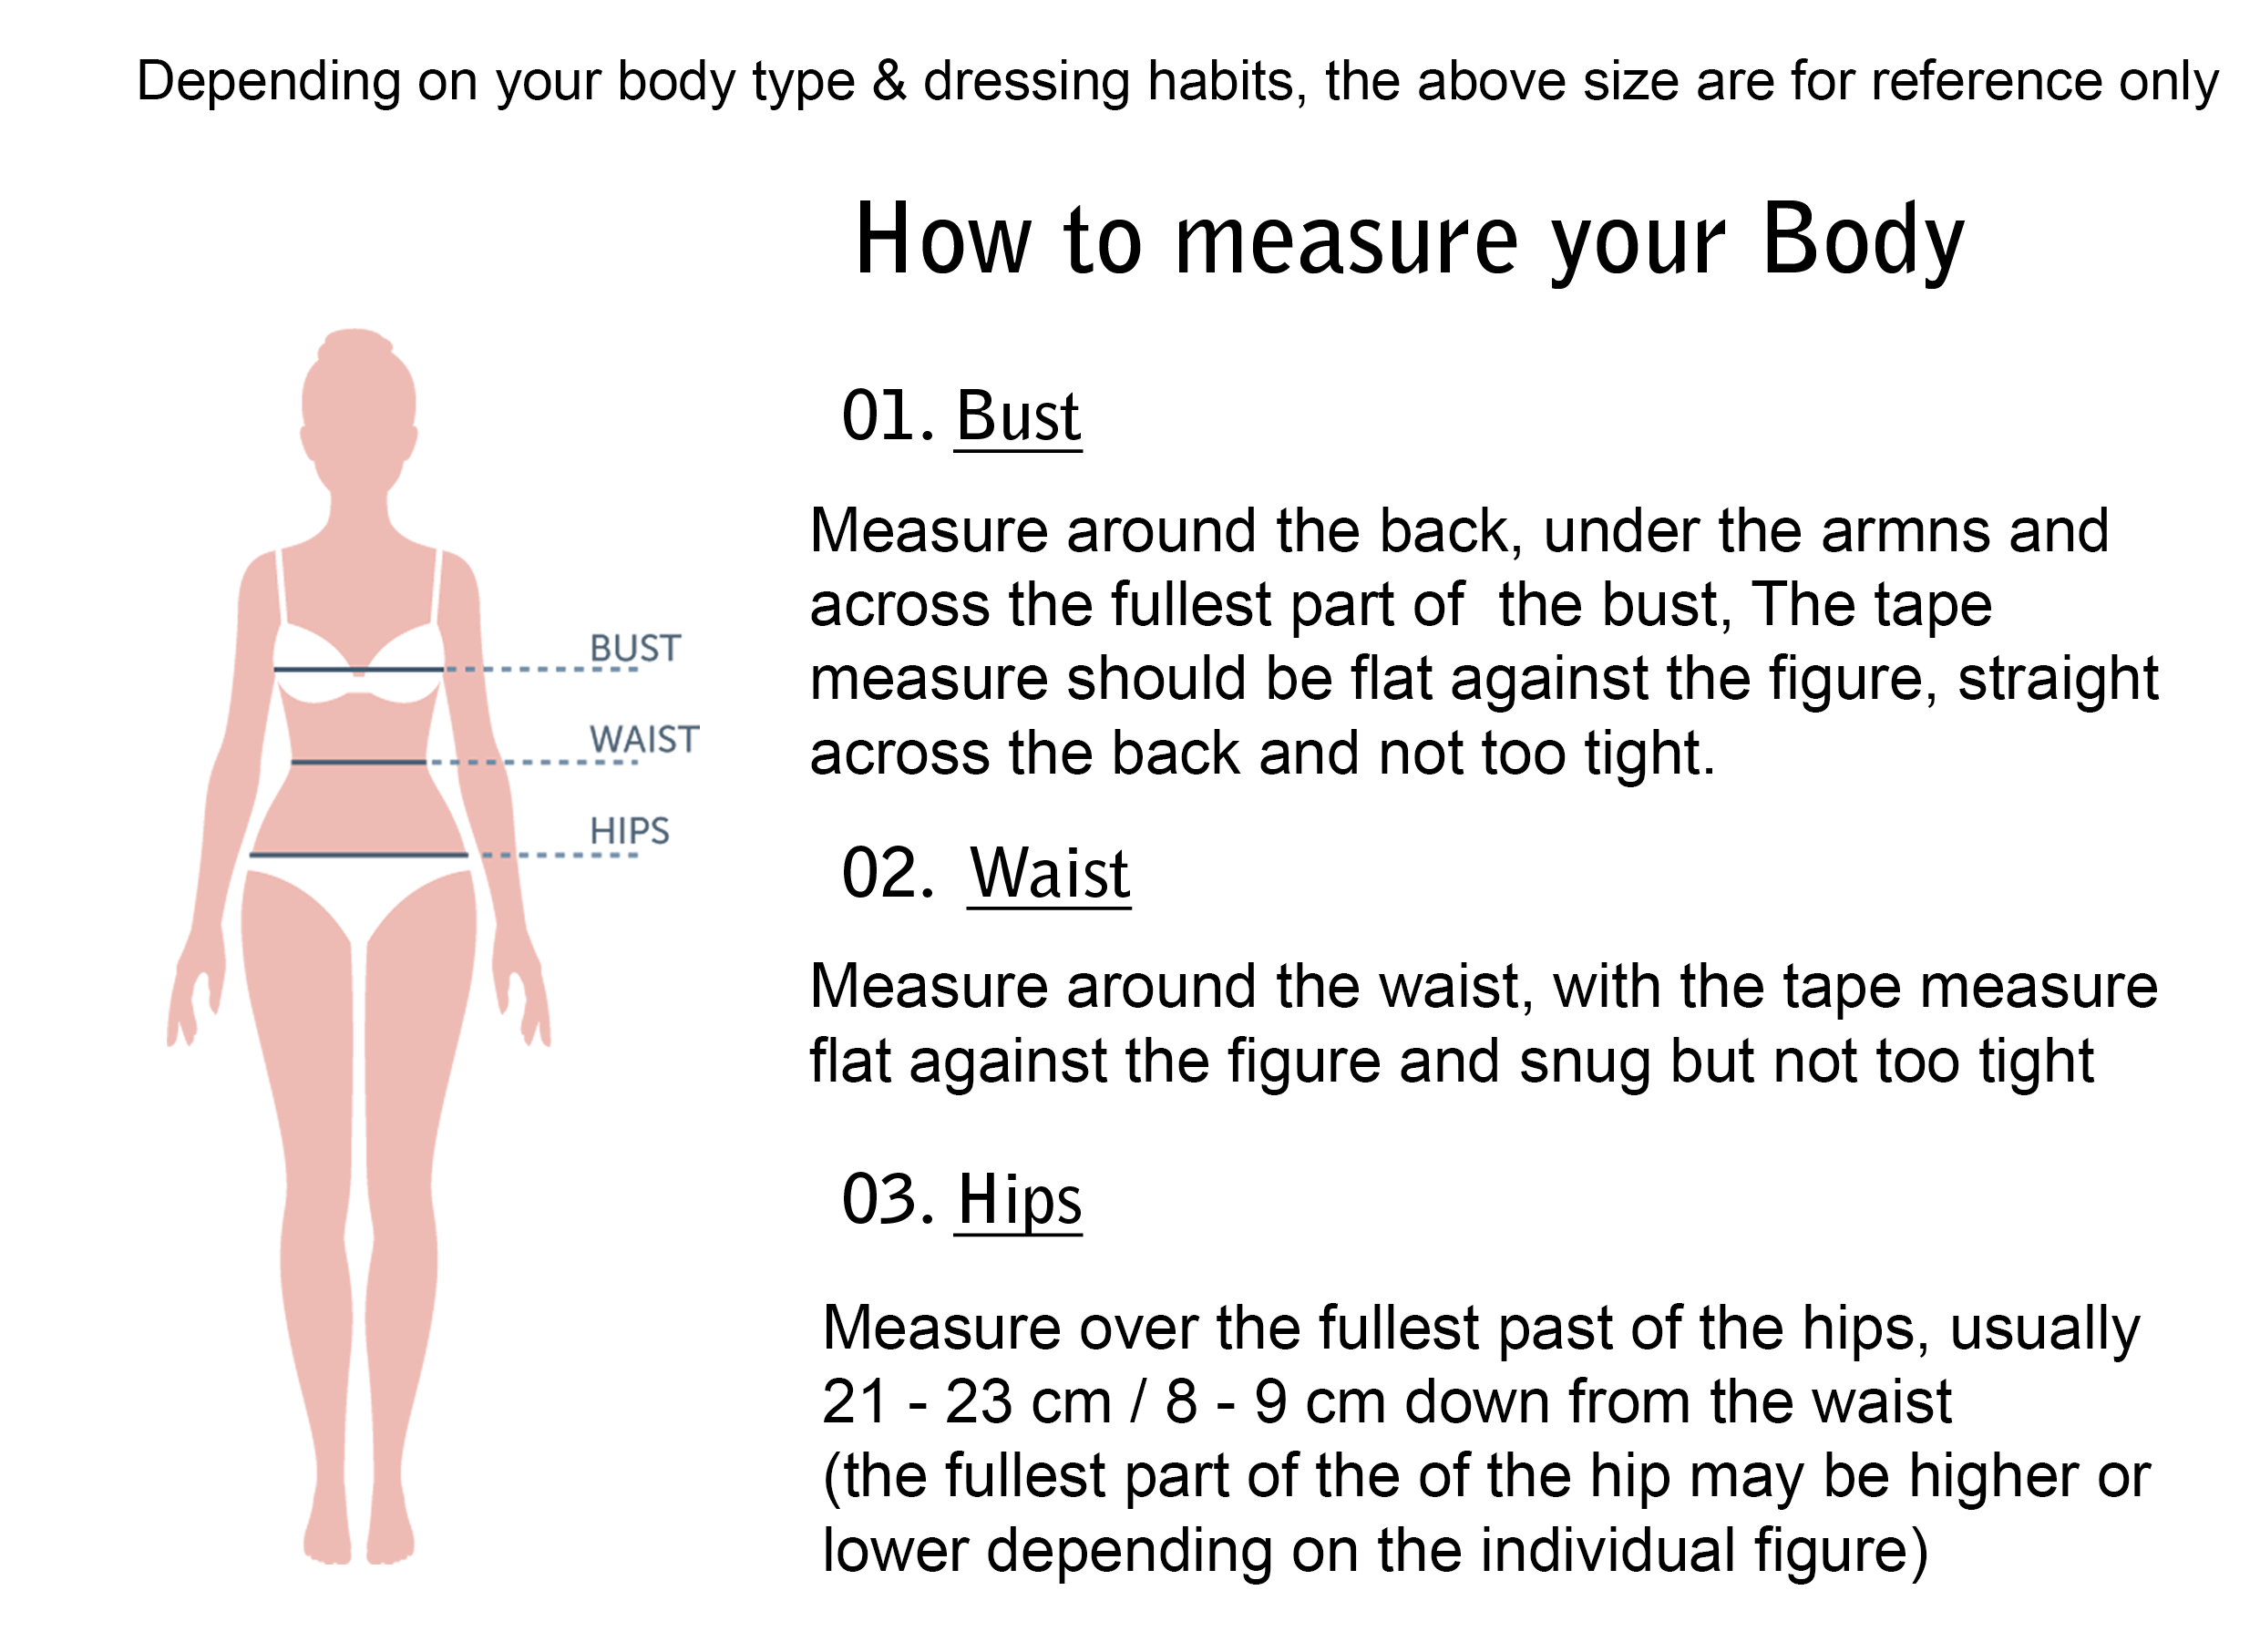 Depending on your body type & dressing habits, the above size are for reference only
How to measure your Body
BUST
WAIST
HIPS
01. Bust
Measure around the back, under the armns and
across the fullest part of  the bust, The tape
measure should be flat against the figure, straight
across the back and not too tight.
02. Waist
Measure around the waist, with the tape measure
flat against the figure and snug but not too tight
03. Hips
Measure over the fullest past of the hips, usually
21 - 23 cm / 8 - 9 cm down from the waist
(the fullest part of the of the hip may be higher or
lower depending on the individual figure)